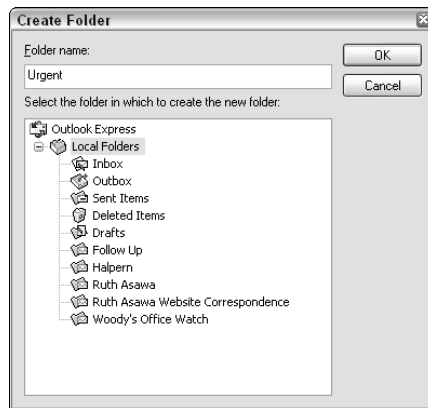 Create Folder
Folder name:
OK
Urgent
Cancel
Select the folder in which to create the new folder:
Outlook Express
Local Folders
Inbox
Outbox
Sent Items
Deleted Items
Drafts
Follow Up
Halpern
Ruth Asawa
Ruth Asawa Website Correspondence
Woody's Office Watch